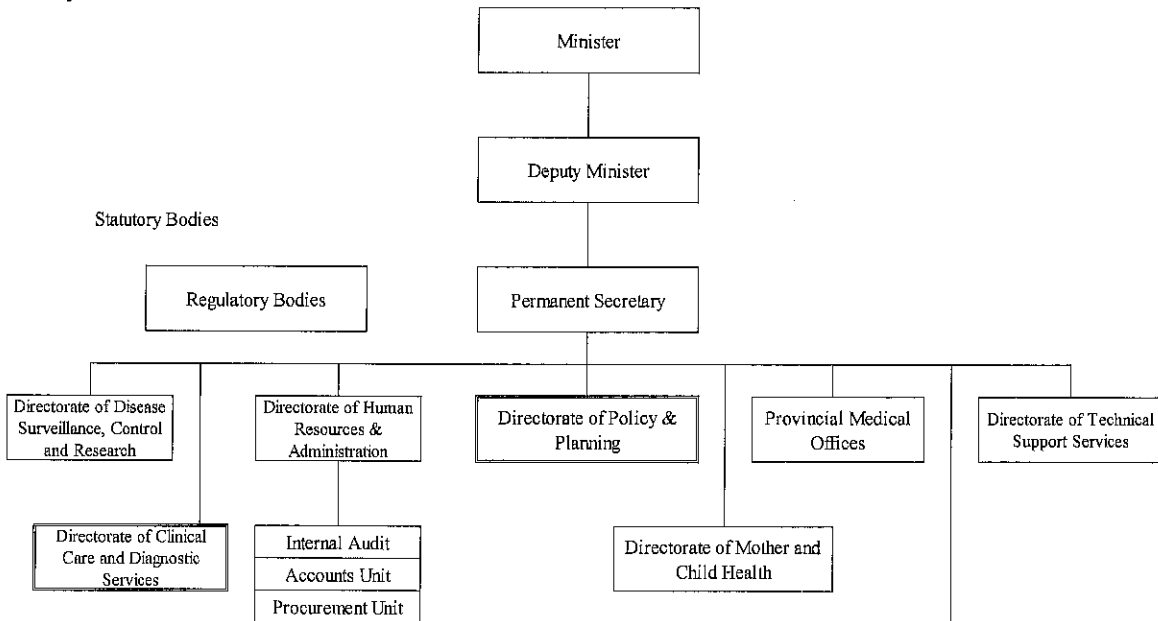 Minister
Deputy Minister
Statutory Bodies
Regulatory Bodies
Permanent Secretary
Directorate of Disease
Surveillance, Control
and Research
Directorate of Human
Resources &
Administration
Directorate of Policy &
Planning
Provincial Medical
Offices
Directorate of Technical
Support Services
Directorate of Clinical
Care and Diagnostic
Services
Internal Audit
Accounts Unit
Procurement Unit
Directorate of Mother and
Child Health